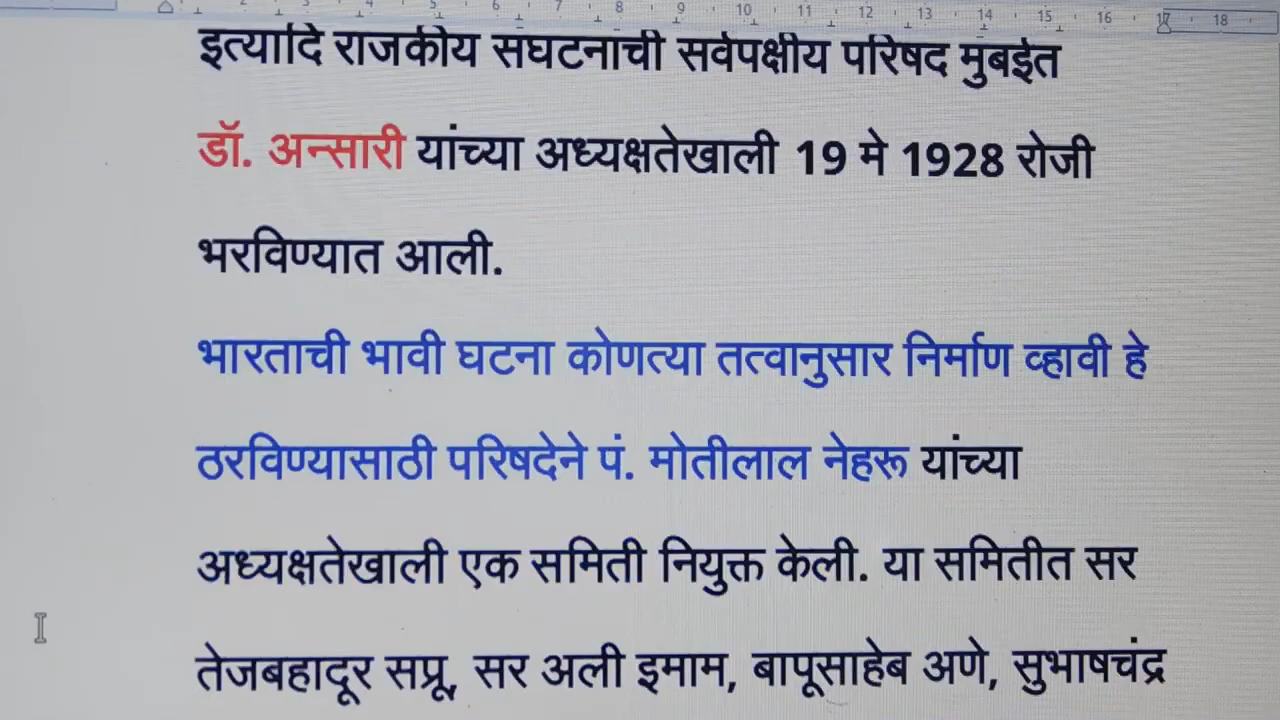 इत्यादि राजकीय संघटनांची सर्वपक्षीय परिषद मुंबईत
डॉ. अन्सारी यांच्या अध्यक्षतेखाली 19 मे 1928 रोजी
भरविण्यात आली.
भारताची भावी घटना कोणत्या तत्वानुसार निर्माण व्हावी हे
ठरविण्यासाठी परिषदेने पं. मोतीलाल नेहरू यांच्या
अध्यक्षतेखाली एक समिती नियुक्त केली. या समितीत सर
तेजबहादूर सप्रू, सर अली इमाम, बापूसाहेब अणे, सुभाषचंद्र